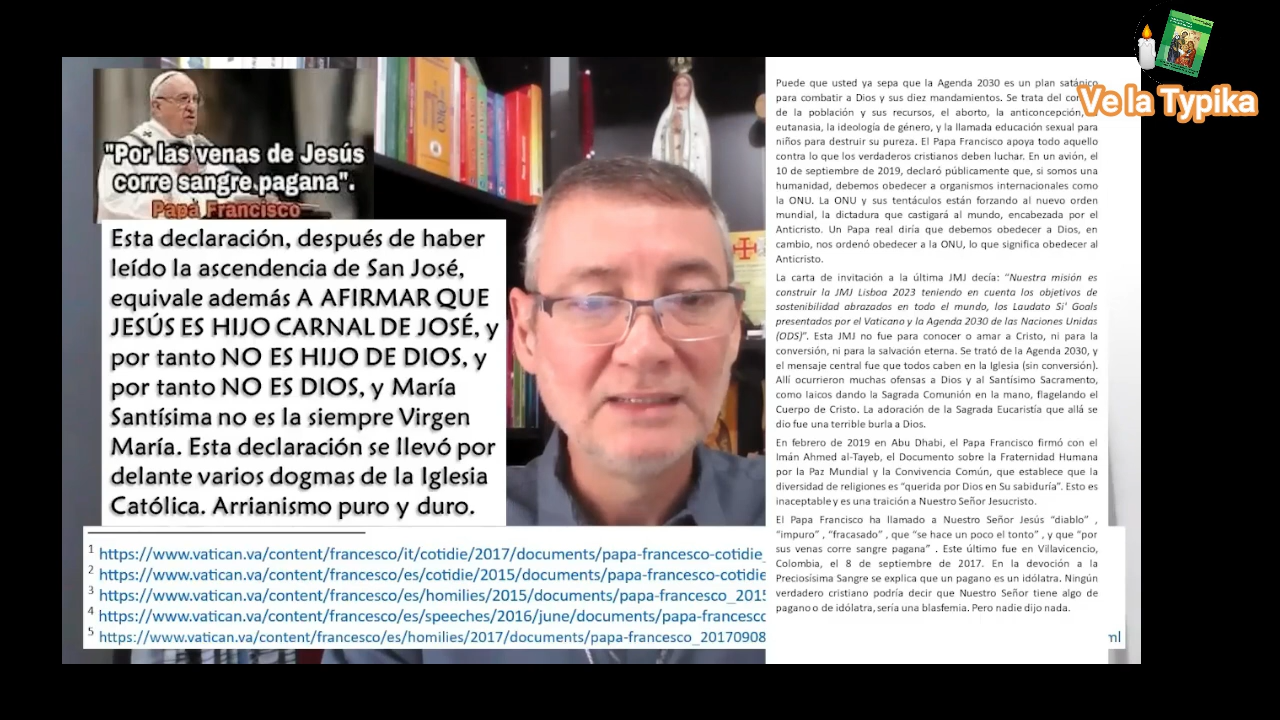 Ve la Typika
"Por las venas de Jesús
corre sangre pagana".
Papa Francisco
Esta declaración, después de haber
leído la ascendencia de San José,
equivale además A AFIRMAR QUE
JESÚS ES HIJO CARNAL DE JOSÉ, y
por tanto NO ES HIJO DE DIOS, y
por tanto NO ES DIOS, y María
Santísima no es la siempre Virgen
María. Esta declaración se llevó por
delante varios dogmas de la Iglesia
Católica. Arrianismo puro y duro.
1 https://www.vatican.va/content/francesco/it/cotidie/2017/documents/papa-francesco-cotidie_
2 https://www.vatican.va/content/francesco/es/cotidie/2015/documents/papa-francesco-cotidie
3 https://www.vatican.va/content/francesco/es/homilies/2015/documents/papa-francesco_2015
4 https://www.vatican.va/content/francesco/es/speeches/2016/june/documents/papa-francesco
5 https://www.vatican.va/content/francesco/es/homilies/2017/documents/papa-francesco_20170908
ml
Puede que usted ya sepa que la Agenda 2030 es un plan satánico
para combatir a Dios y sus diez mandamientos. Se trata del
de la población y sus recursos, el aborto, la anticoncepción,
eutanasia, la ideología de género, y la llamada educación sexual para
niños para destruir su pureza. El Papa Francisco apoya todo aquello
contra lo que los verdaderos cristianos deben luchar. En un avión, el
10 de septiembre de 2019, declaró públicamente que, si somos una
humanidad, debemos obedecer a organismos internacionales como
la ONU. La ONU y sus tentáculos están forzando al nuevo orden
mundial, la dictadura que castigará al mundo, encabezada por el
Anticristo. Un Papa real diría que debemos obedecer a Dios, en
cambio, nos ordenó obedecer a la ONU, lo que significa obedecer al
Anticristo.
La carta de invitación a la última JMJ decía: "Nuestra misión es
construir la JMJ Lisboa 2023 teniendo en cuenta los objetivos de
sostenibilidad abrazados en todo el mundo, los Laudato Si' Goals
presentados por el Vaticano y la Agenda 2030 de las Naciones Unidas
(ODS)". Esta JMJ no fue para conocer o amar a Cristo, ni para la
conversión, ni para la salvación eterna. Se trató de la Agenda 2030, y
el mensaje central fue que todos caben en la Iglesia (sin conversión).
Allí ocurrieron muchas ofensas a Dios y al Santísimo Sacramento,
como laicos dando la Sagrada Comunión en la mano, flagelando el
Cuerpo de Cristo. La adoración de la Sagrada Eucaristía que allá se
dio fue una terrible burla a Dios.
En febrero de 2019 en Abu Dhabi, el Papa Francisco firmó con el
Imán Ahmed al-Tayeb, el Documento sobre la Fraternidad Humana
por la Paz Mundial y la Convivencia Común, que establece que la
diversidad de religiones es "querida por Dios en Su sabiduría". Esto es
inaceptable y es una traición a Nuestro Señor Jesucristo.
El Papa Francisco ha llamado a Nuestro Señor Jesús "diablo" ,
"impuro" , "fracasado" , que "se hace un poco el tonto" , y que "por
sus venas corre sangre pagana" . Este último fue en Villavicencio,
Colombia, el 8 de septiembre de 2017. En la devoción a la
Preciosísima Sangre se explica que un pagano es un idólatra. Ningún
verdadero cristiano podría decir que Nuestro Señor tiene algo de
pagano o de idólatra, sería una blasfemia. Pero nadie dijo nada.